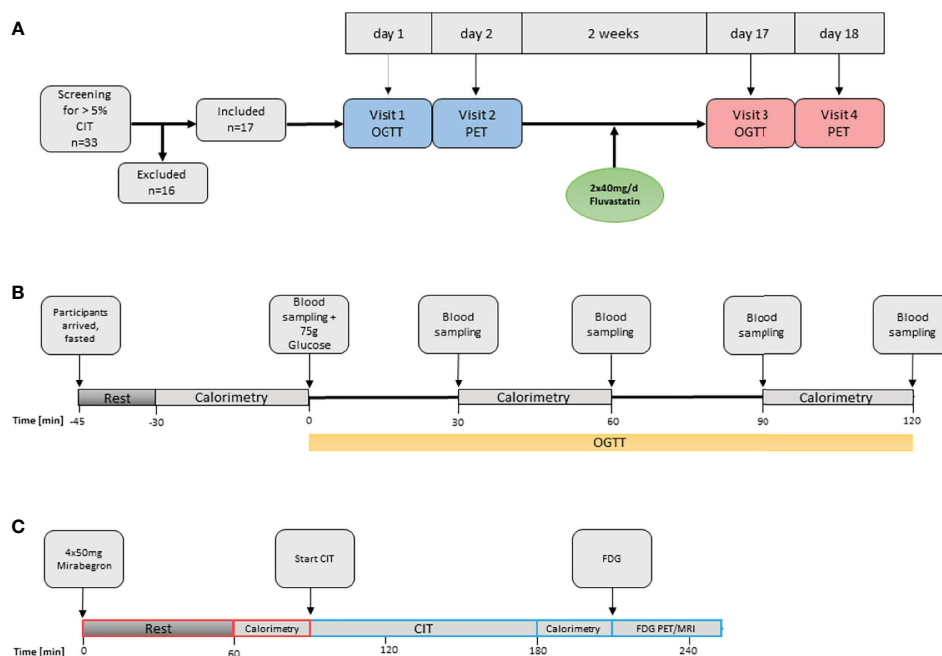 A
day 1
day 2
2 weeks
day 17
day 18
Screening
for > 5%
CIT
n=33
Included
n=17
Excluded
n=16
Visit 1
OGTT
Visit 2
PET
Visit 3
OGTT
Visit 4
PET
2x40mg/d
Fluvastatin
B
Participants
arrived,
fasted
Blood
sampling +
75g
Glucose
Blood
sampling
Blood
sampling
Blood
sampling
Blood
sampling
Rest
Calorimetry
Calorimetry
Calorimetry
Time [min]
-45
-30
0
30
60
90
120
OGTT
C
4x50mg
Mirabegron
Start CIT
FDG
Rest
Calorimetry
CIT
Calorimetry
FDG PET/MRI
Time [min]
0
60
120
180
240